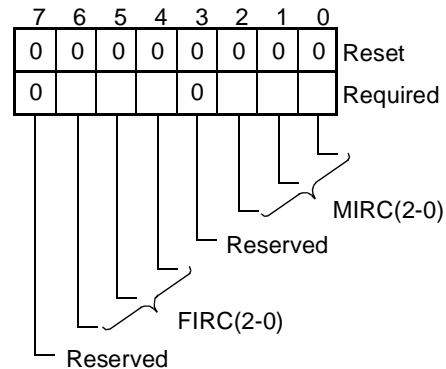 7 6 5 4 3 2 1 0
0 0 0 0 0 0 0 0 Reset
0 0 Required
MIRC(2-0)
Reserved
FIRC(2-0)
Reserved